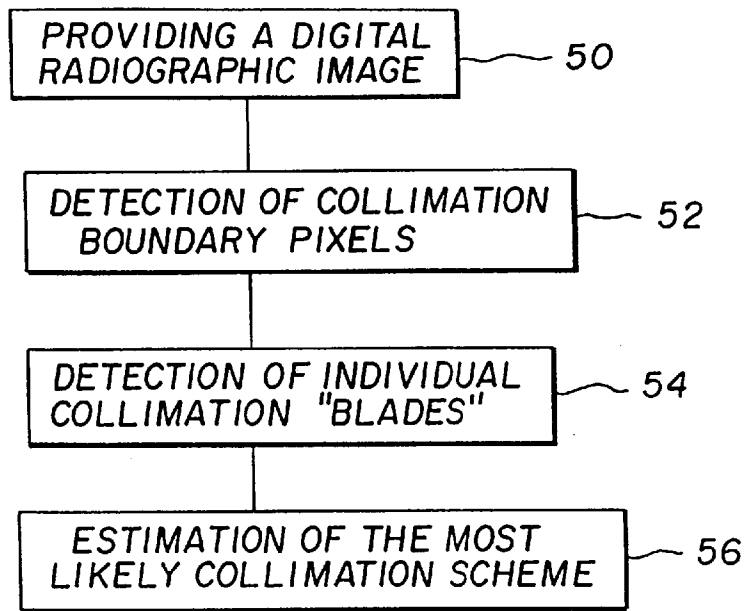 PROVIDING A DIGITAL
RADIOGRAPHIC IMAGE
50
DETECTION OF COLLIMATION
BOUNDARY PIXELS
52
DETECTION OF INDIVIDUAL
COLLIMATION "BLADES"
54
ESTIMATION OF THE MOST
LIKELY COLLIMATION SCHEME
56